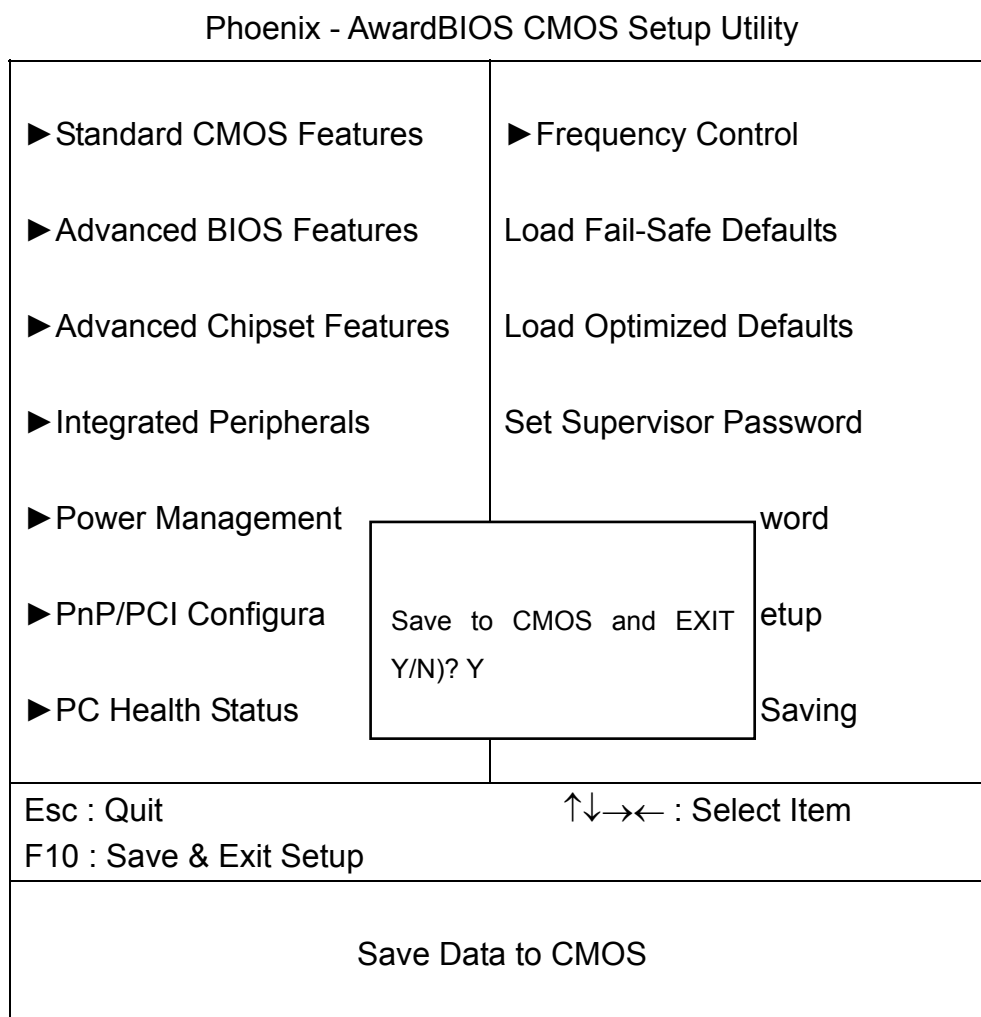 Phoenix - AwardBIOS CMOS Setup Utility
►Standard CMOS Features
►Advanced BIOS Features
►Advanced Chipset Features
►Integrated Peripherals
►Power Management
►PnP/PCI Configura
►PC Health Status
►Frequency Control
Load Fail-Safe Defaults
Load Optimized Defaults
Set Supervisor Password
word
etup
Saving
Save to CMOS and EXIT
Y/N)? Y
Esc : Quit
↑↓→← : Select Item
F10 : Save & Exit Setup
Save Data to CMOS